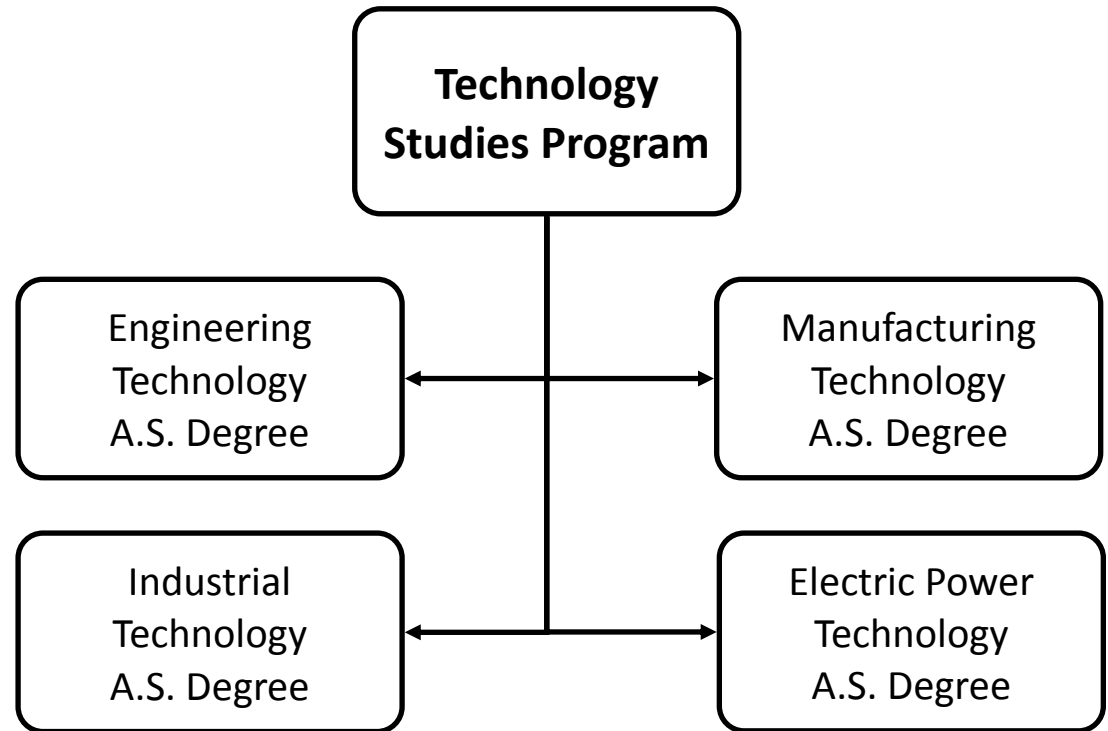 Technology
Studies Program
Engineering
Technology
A.S. Degree
Manufacturing
Technology
A.S. Degree
Industrial
Technology
A.S. Degree
Electric Power
Technology
A.S. Degree